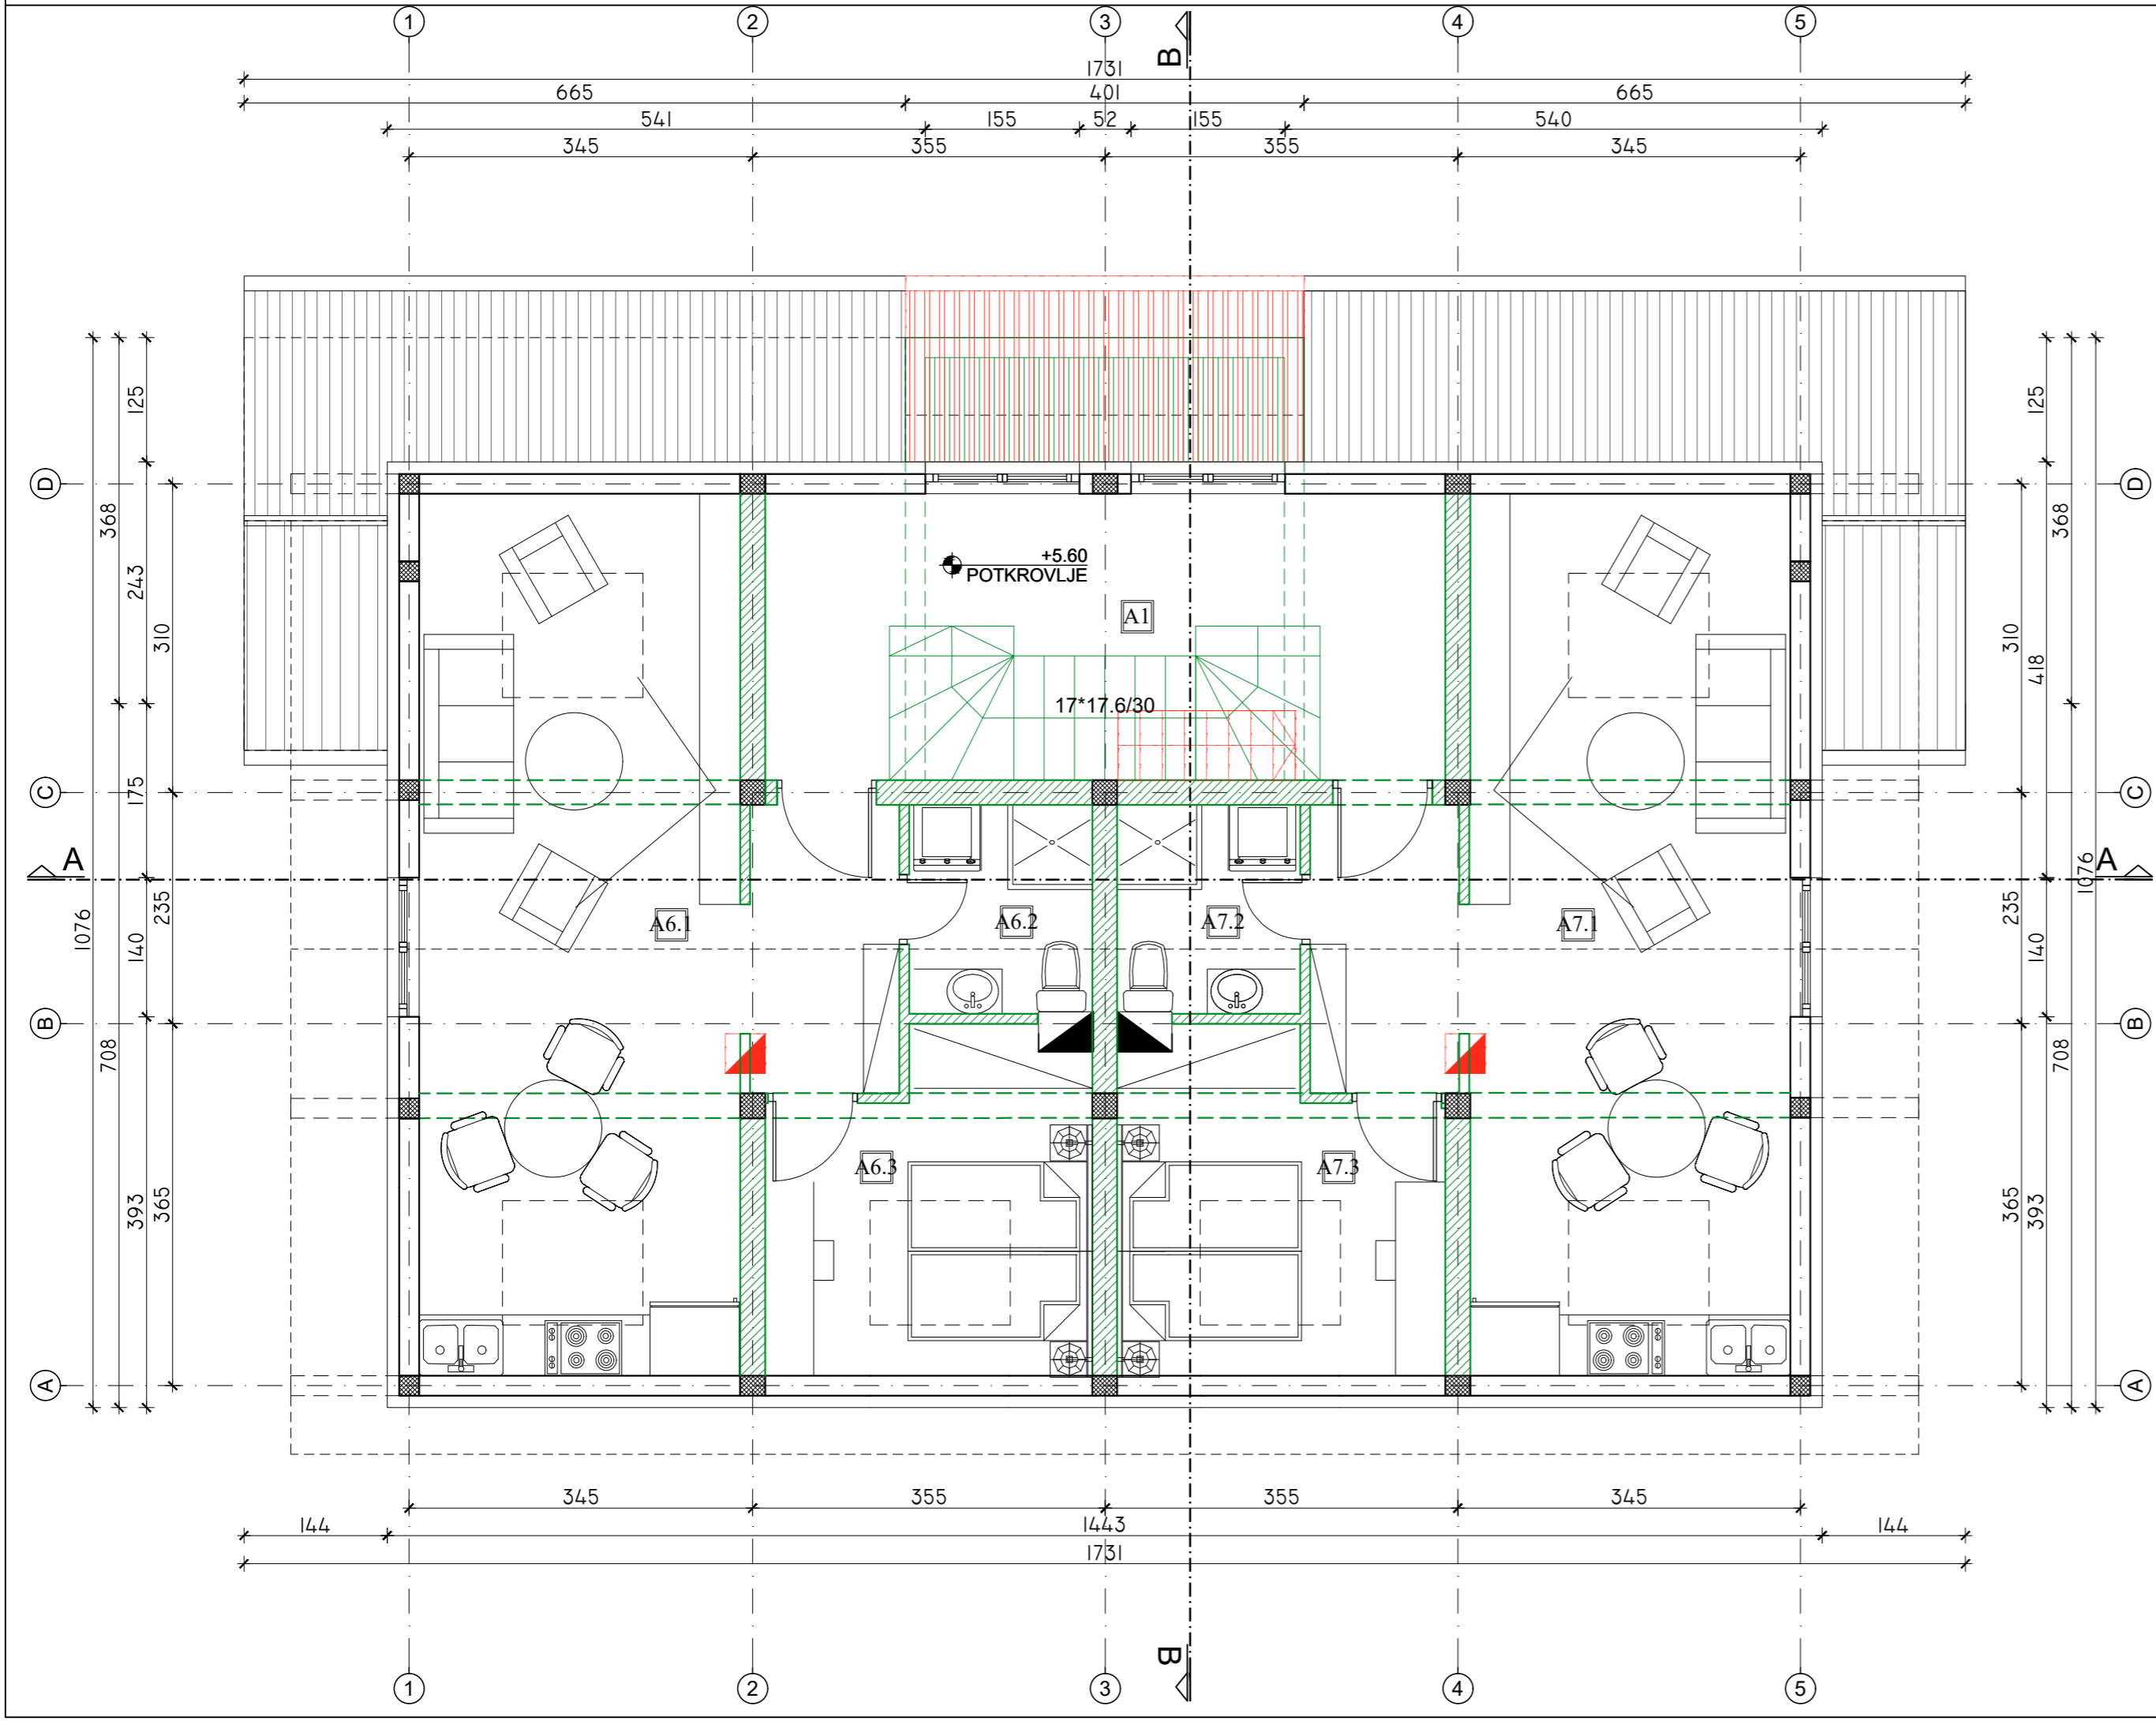 1 2 3 4 5
B
1731
665 401 665
541 155 52 155 540
345 355 355 345
125 125
D D
368 368
243
+5.60
POTKROVLJE
310 310
A1
418
17*17.6/30
175
C C
A A
1076 235 A6.1 A6.2 A7.2 A7.1 235 1076
140 140
B B
708 708
A6.3 A7.3
393 365 365 393
A A
345 355 355 345
144 1443 144
1731
B
1 2 3 4 5